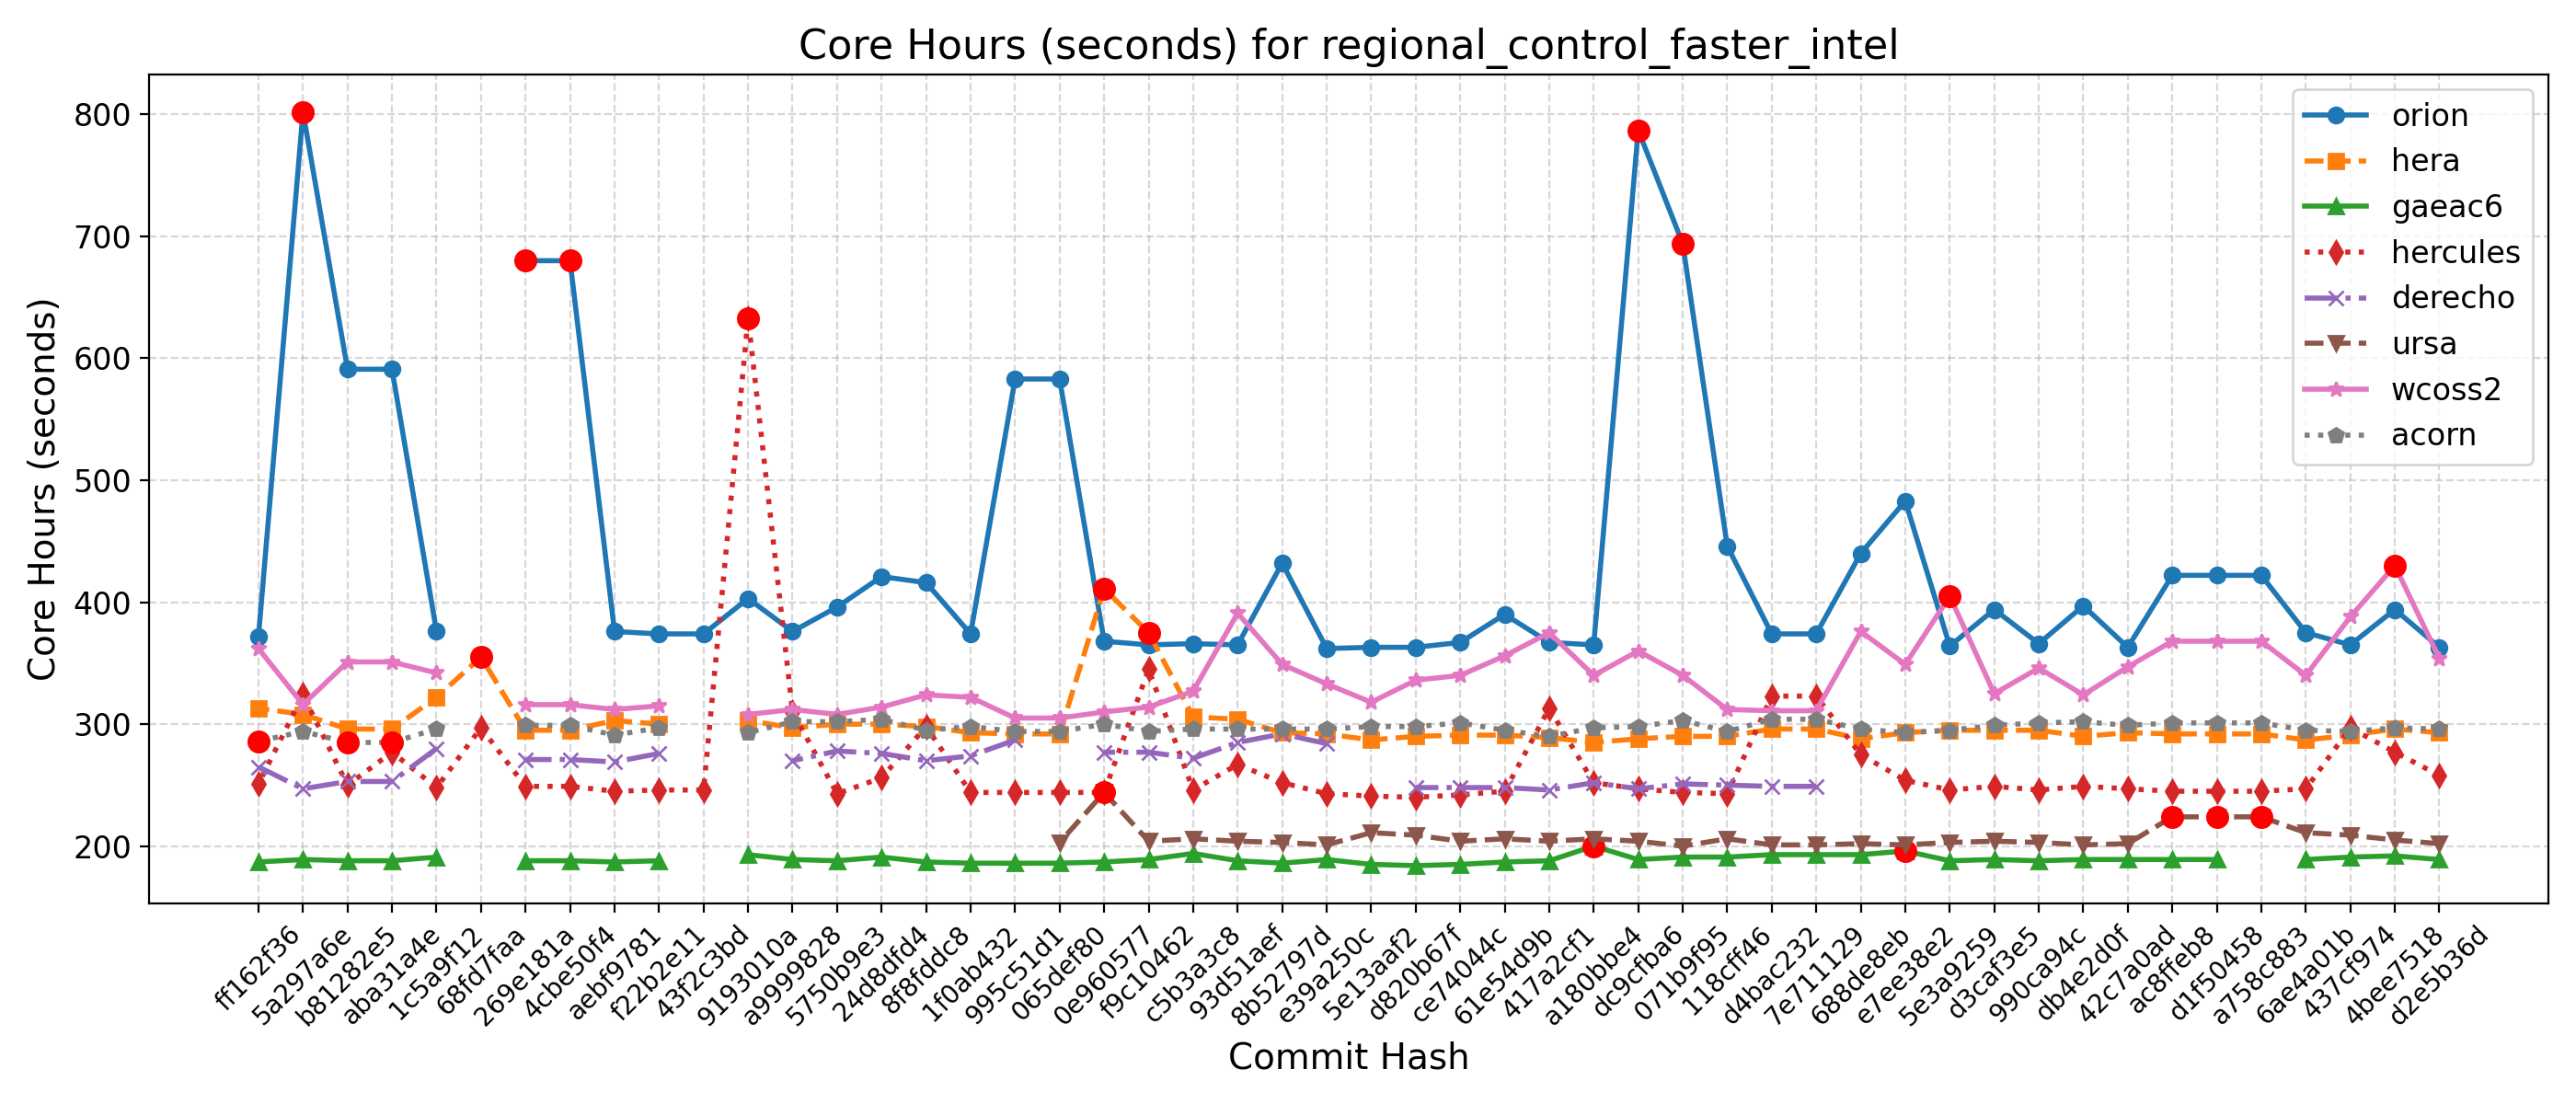 Core Hours (seconds) for regional_control_faster_intel
Core Hours (seconds)
800
700
600
500
400
300
200
orion
hera
gaeac6
hercules
derecho
ursa
wcoss2
acorn
ff162f36
5a297a6e
b81282e5
aba31a4e
1c5a9f12
68fd7faa
269e181a
4cbe50f4
aebf9781
f22b2e11
43f2c3bd
9193010a
a9999828
5750b9e3
24d8dfd4
8f8fddc8
1f0ab432
995c51d1
065def80
0e960577
f9c10462
c5b3a3c8
93d51aef
8b52797d
e39a250c
5e13aaf2
d820b67f
ce74044c
61e54d9b
417a2cf1
a180bbe4
dc9cfba6
071b9f95
118cff46
d4bac232
7e711129
688de8eb
e7ee38e2
5e3a9259
d3caf3e5
990ca94c
db4e2d0f
42c7a0ad
ac8ffeb8
d1f50458
a758c883
6ae4a01b
437cf974
4bee7518
d2e5b36d
Commit Hash